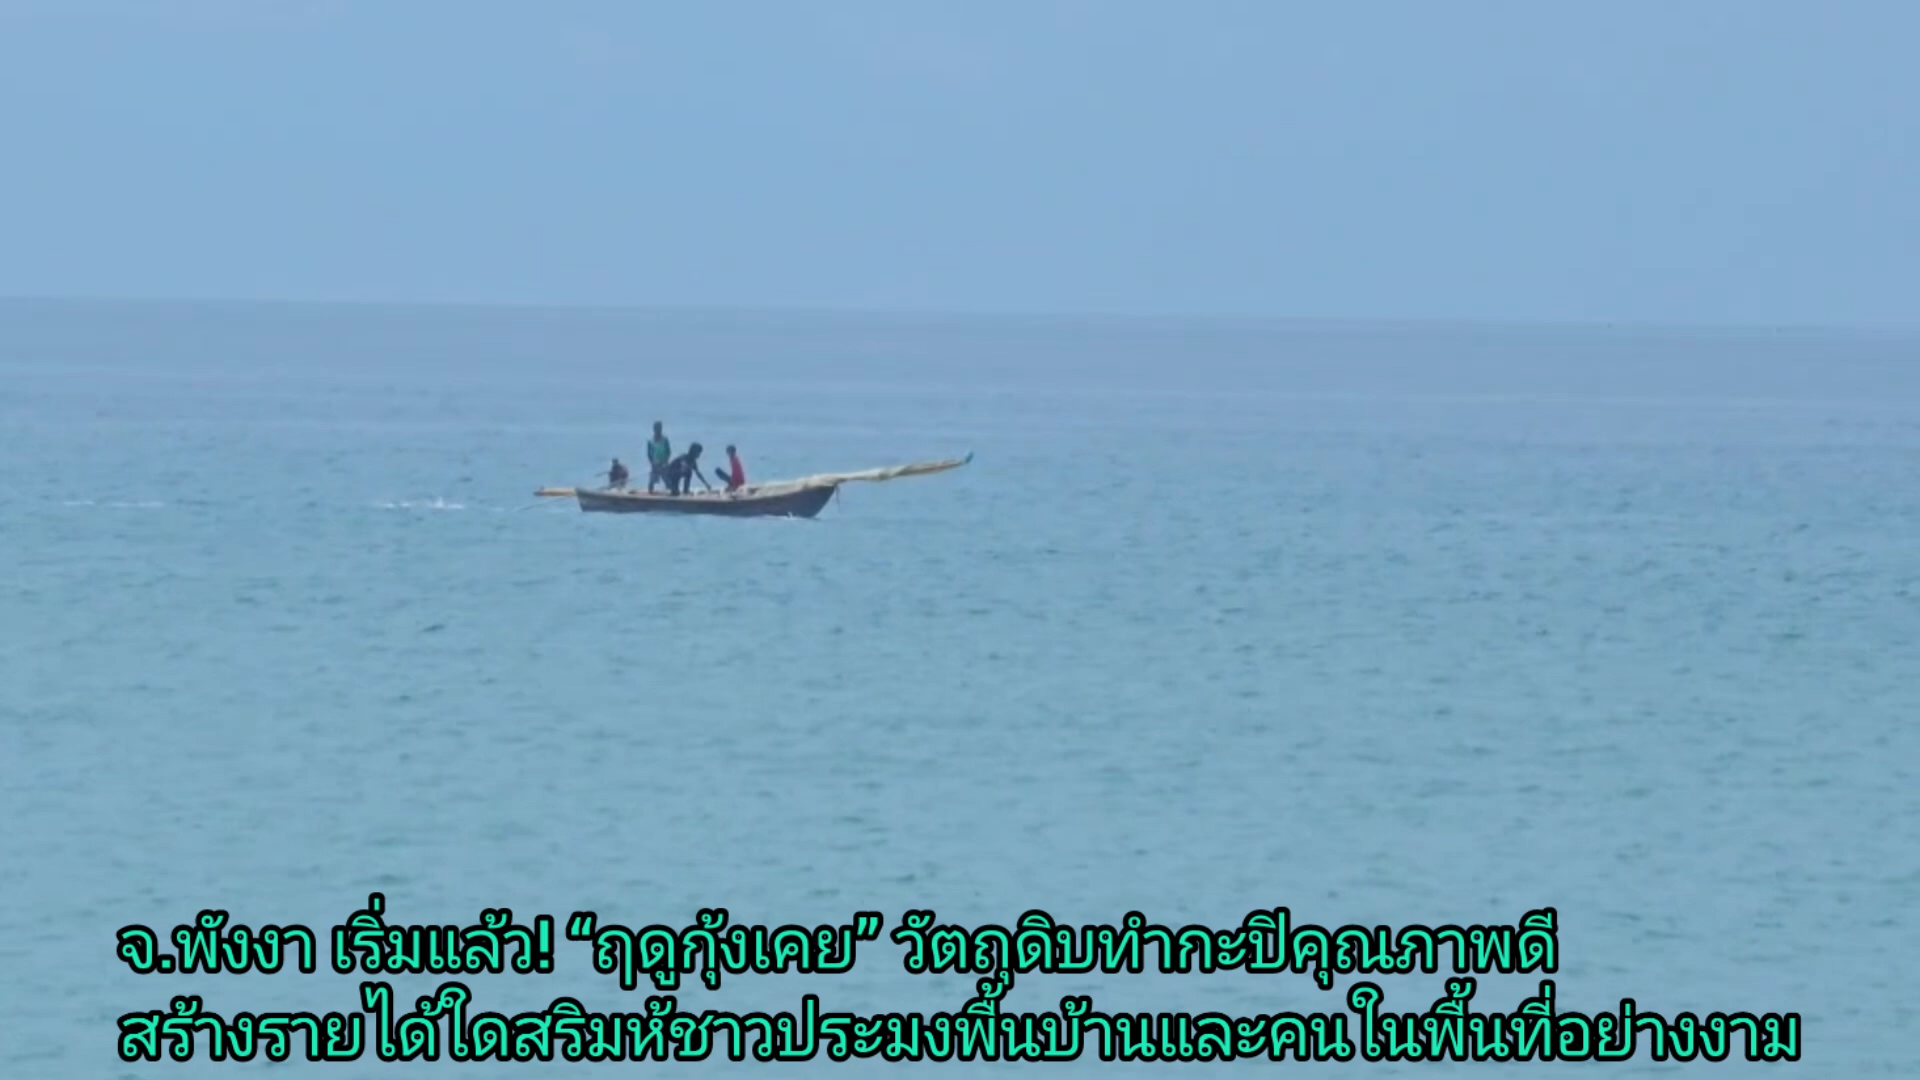 จ.พังงา เริ่มแล้ว! “ฤดูกุ้งเคย” วัตถุดิบทำกะปิคุณภาพดี
สร้างรายได้ใดสริมห้ชาวประมงพื้นบ้านและคนในพื้นที่อย่างงาม